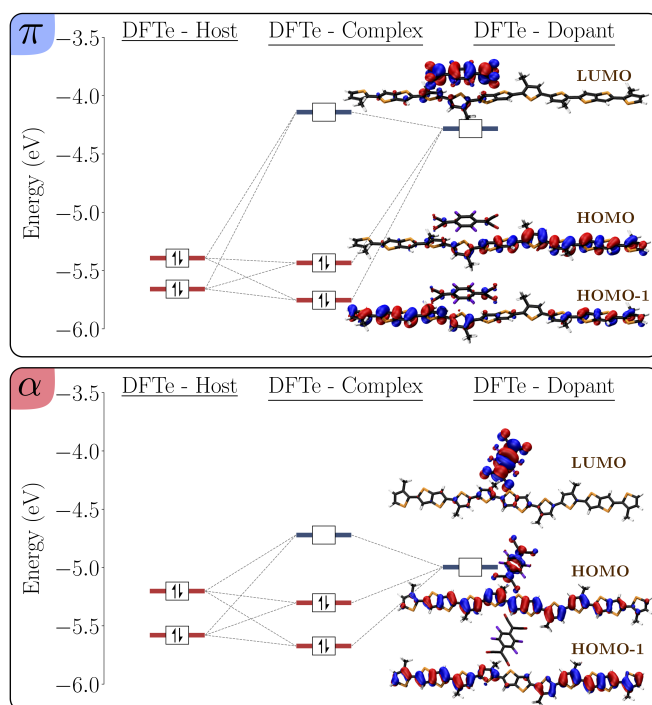 π
DFTe - Host DFTe - Complex DFTe - Dopant
Energy (eV)
−3.5
−4.0
−4.5
−5.0
−5.5
−6.0
LUMO
HOMO
HOMO-1
α
DFTe - Host DFTe - Complex DFTe - Dopant
Energy (eV)
−3.5
−4.0
−4.5
−5.0
−5.5
−6.0
LUMO
HOMO
HOMO-1